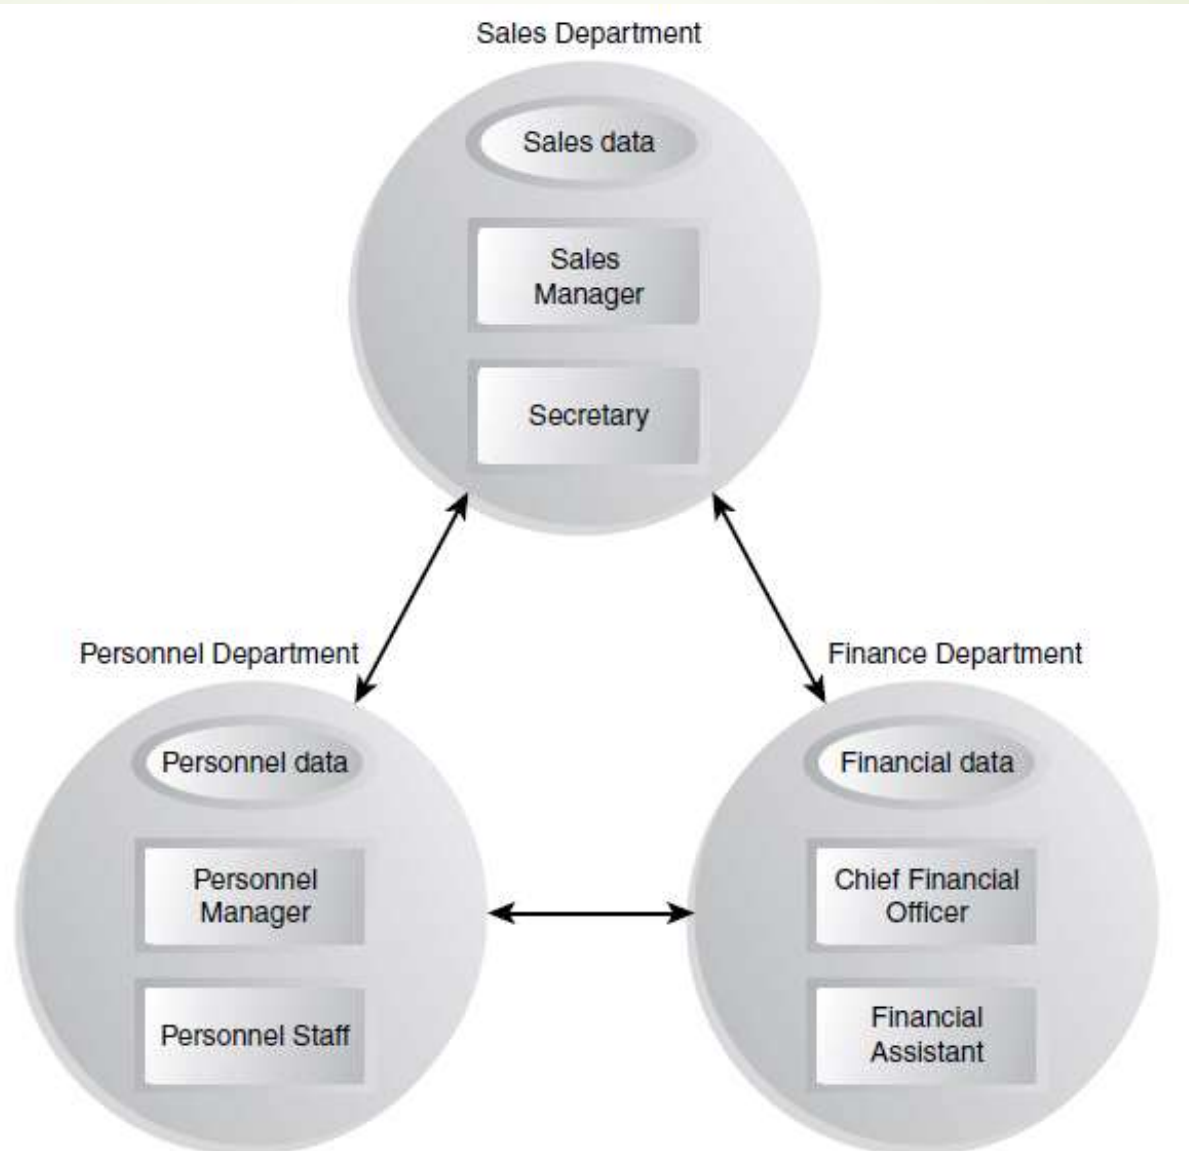 Sales Department
Sales data
Sales
Manager
Secretary
Personnel Department
Personnel data
Personnel
Manager
Personnel Staff
Finance Department
Financial data
Chief Financial
Officer
Financial
Assistant